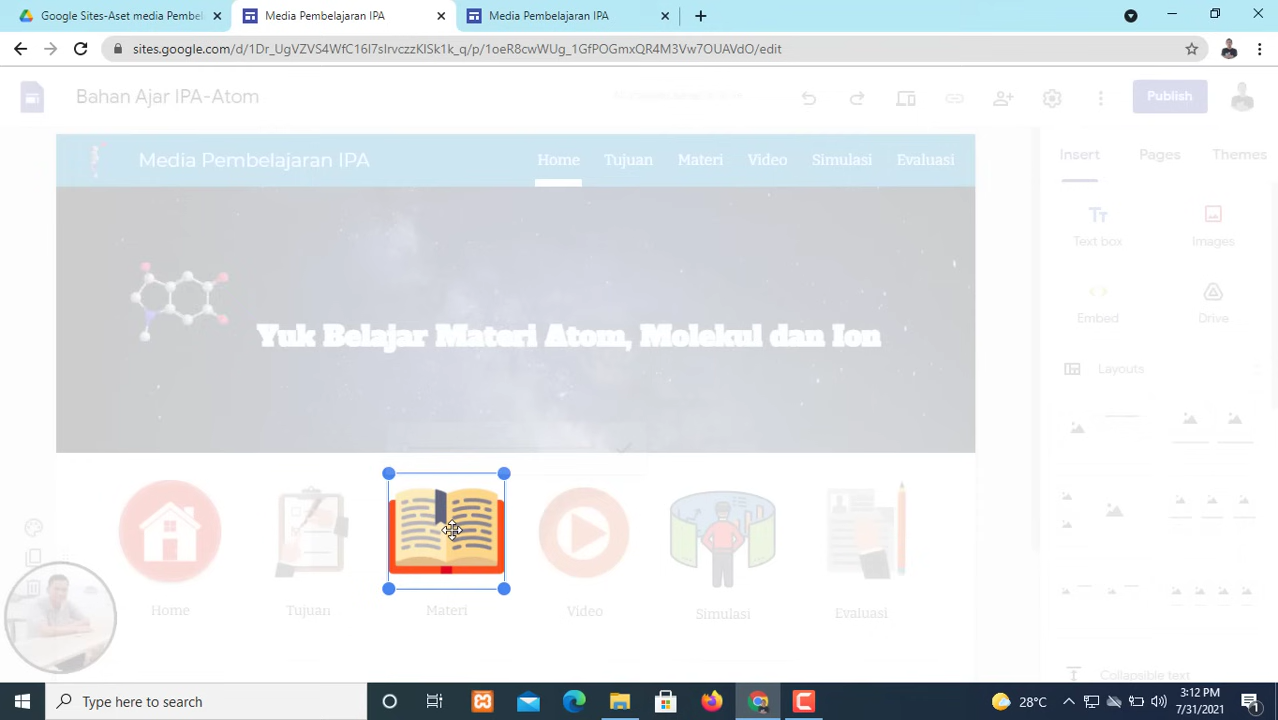 Google Sites-Aset media Pembel
Media Pembelajaran IPA
Media Pembelajaran IPA
sites.google.com/d/1Dr_UgVZVS4WfC16I7sIrvczzKISk1k_q/p/1oeR8cwWUg_1GfPOGmxQR4M3Vw7OUAVdO/edit
Bahan Ajar IPA-Atom
Publish
Media Pembelajaran IPA
Home
Tujuan
Materi
Video
Simulasi
Evaluasi
Insert
Pages
Themes
Text box
Images
Embed
Drive
Yuk Belajar Materi Atom, Molekul dan Ion
Layouts
Home
Tujuan
Materi
Video
Simulasi
Evaluasi
Collapsible text
Type here to search
28°C
3:12 PM
7/31/2021